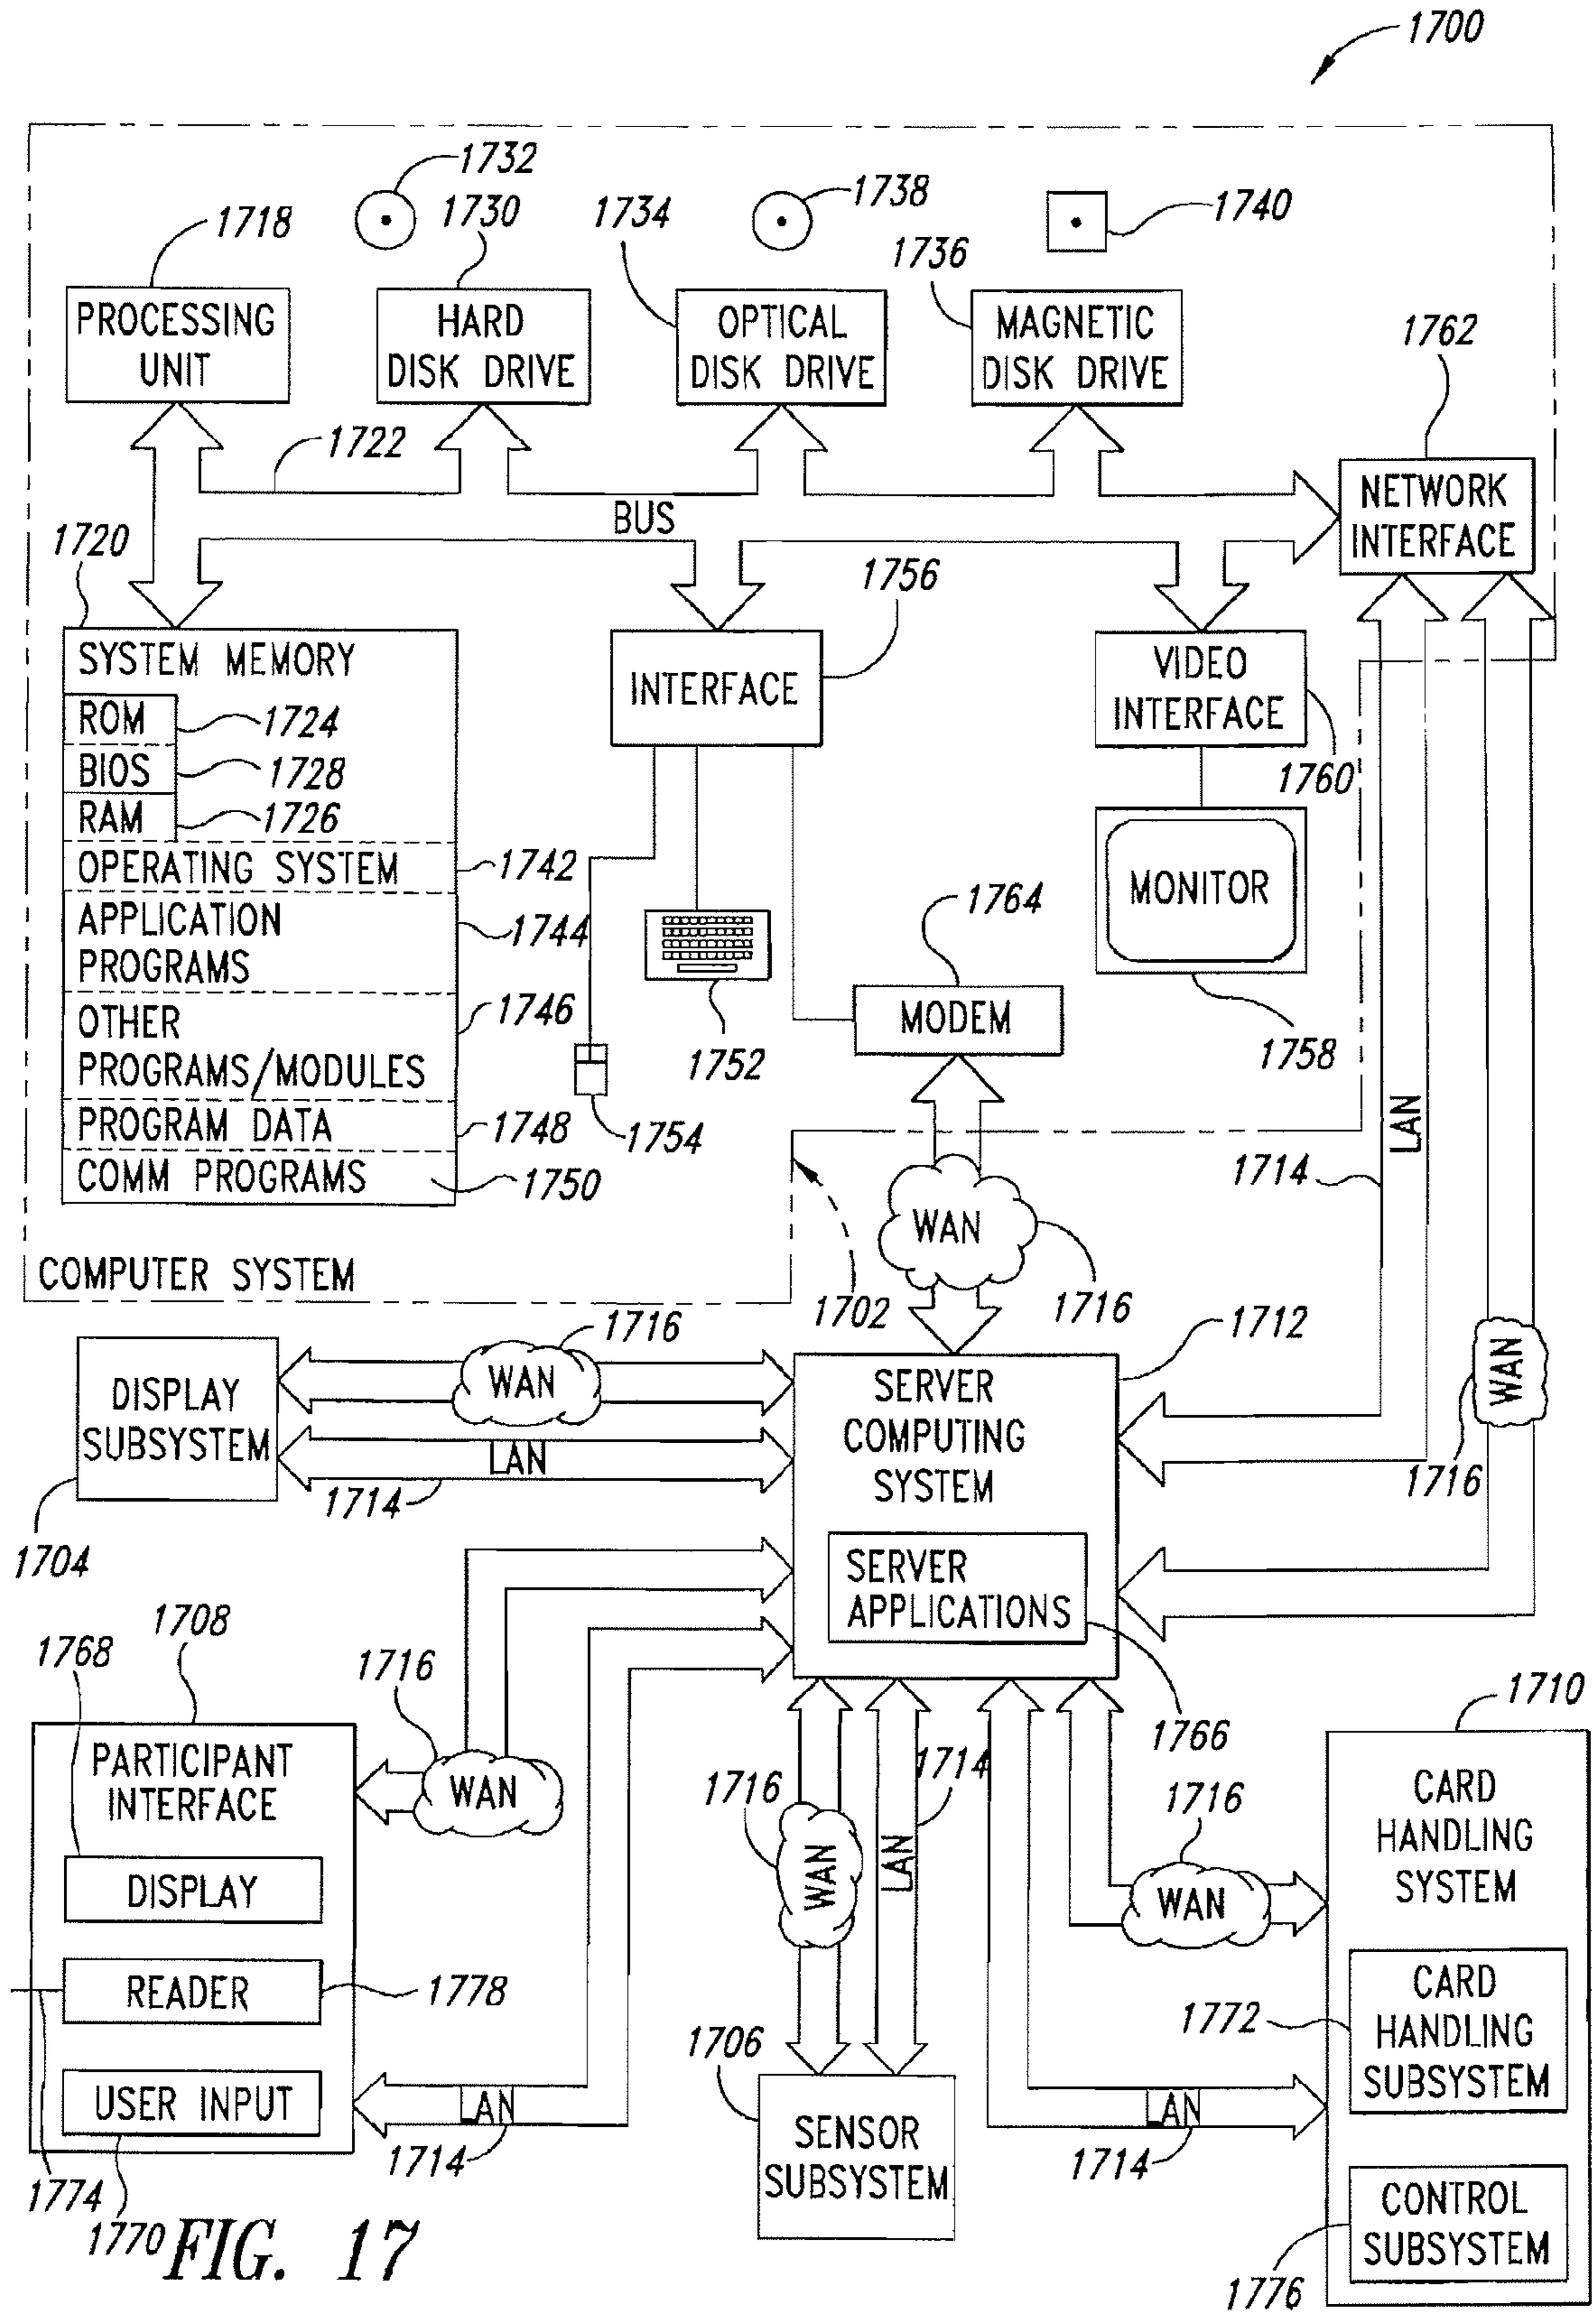 1700
1732
1718
1730
1734
1738
1740
1736
PROCESSING
UNIT
HARD
DISK DRIVE
OPTICAL
DISK DRIVE
MAGNETIC
DISK DRIVE
1762
1722
NETWORK
INTERFACE
BUS
1720
1756
SYSTEM MEMORY
ROM
1724
BIOS
1728
RAM
1726
OPERATING SYSTEM
1742
APPLICATION
PROGRAMS
1744
OTHER
PROGRAMS/MODULES
1746
PROGRAM DATA
1748
COMM PROGRAMS
1750
INTERFACE
VIDEO
INTERFACE
1760
MONITOR
1758
1764
MODEM
1752
1754
LAN
1714
WAN
1716
COMPUTER SYSTEM
1702
1716
WAN
1712
WAN
1716
DISPLAY
SUBSYSTEM
LAN
1714
1704
SERVER
COMPUTING
SYSTEM
SERVER
APPLICATIONS
1766
1708
1768
1716
PARTICIPANT
INTERFACE
WAN
DISPLAY
READER
1778
USER INPUT
LAN
1714
1774
1770
1716
WAN
1714
LAN
1706
SENSOR
SUBSYSTEM
1716
WAN
LAN
1714
1710
CARD
HANDLING
SYSTEM
1772
CARD
HANDLING
SUBSYSTEM
CONTROL
SUBSYSTEM
1776
FIG. 17